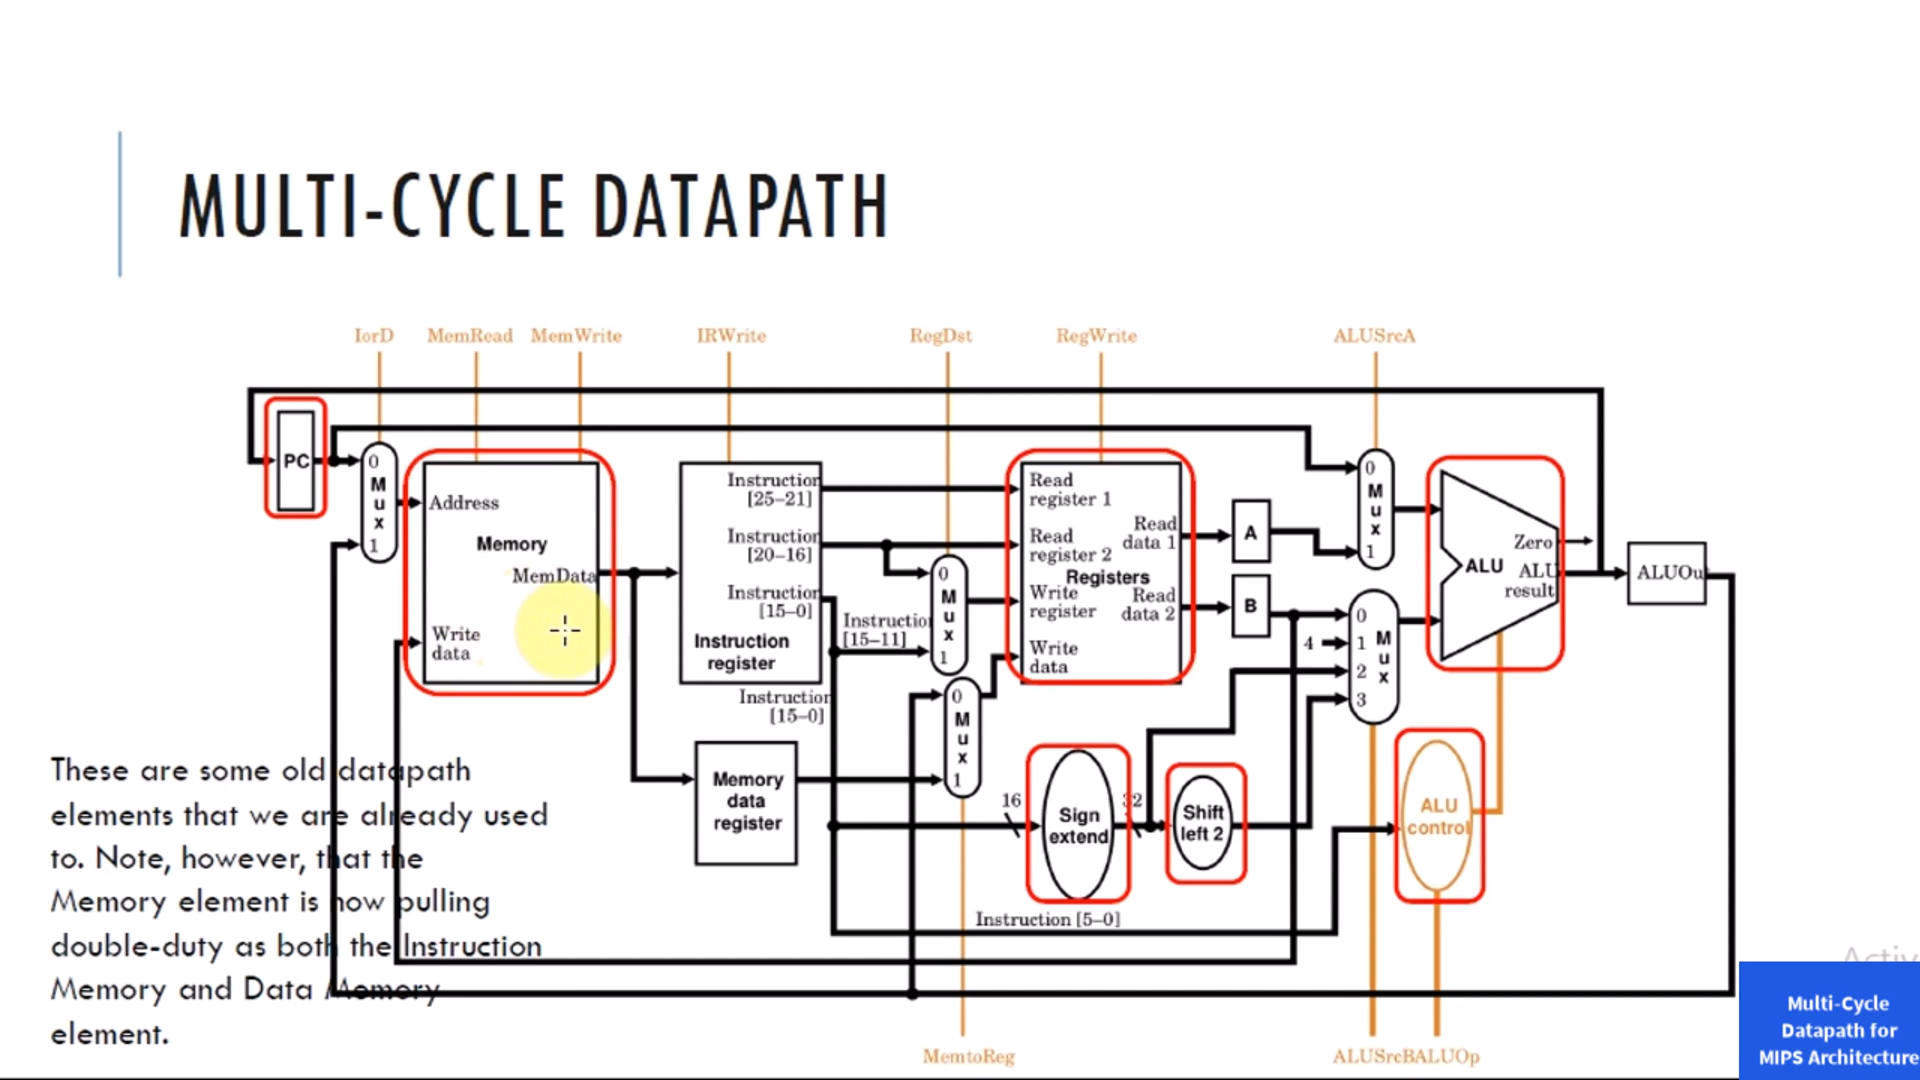 MULTI-CYCLE DATAPATH
IorD MemRead MemWrite IRWrite RegDst RegWrite ALUSrcA
PC
0
M
u
x
1
Address
Memory
MemData
Write
data
Instruction
[25–21]
Instruction
[20–16]
Instruction
[15–0]
Instruction
register
Instruction
[15–0]
Instructio
[15–11]
0
M
u
x
1
0
M
u
x
1
Memory
data
register
Read
register 1
Read
register 2
Registers
Write
register
Write
data
Read
data 1
Read
data 2
A
B
0
M
u
x
1
4
0
1
2
3
M
u
x
Zero
ALU
ALU
result
ALUOu
16
Sign
extend
32
Shift
left 2
ALU
control
Instruction [5–0]
MemtoReg
ALUSrcB ALUOp
These are some old datapath
elements that we are already used
to. Note, however, that the
Memory element is now pulling
double-duty as both the Instruction
Memory and Data Memory
element.
Activ
Multi-Cycle
Datapath for
MIPS Architecture